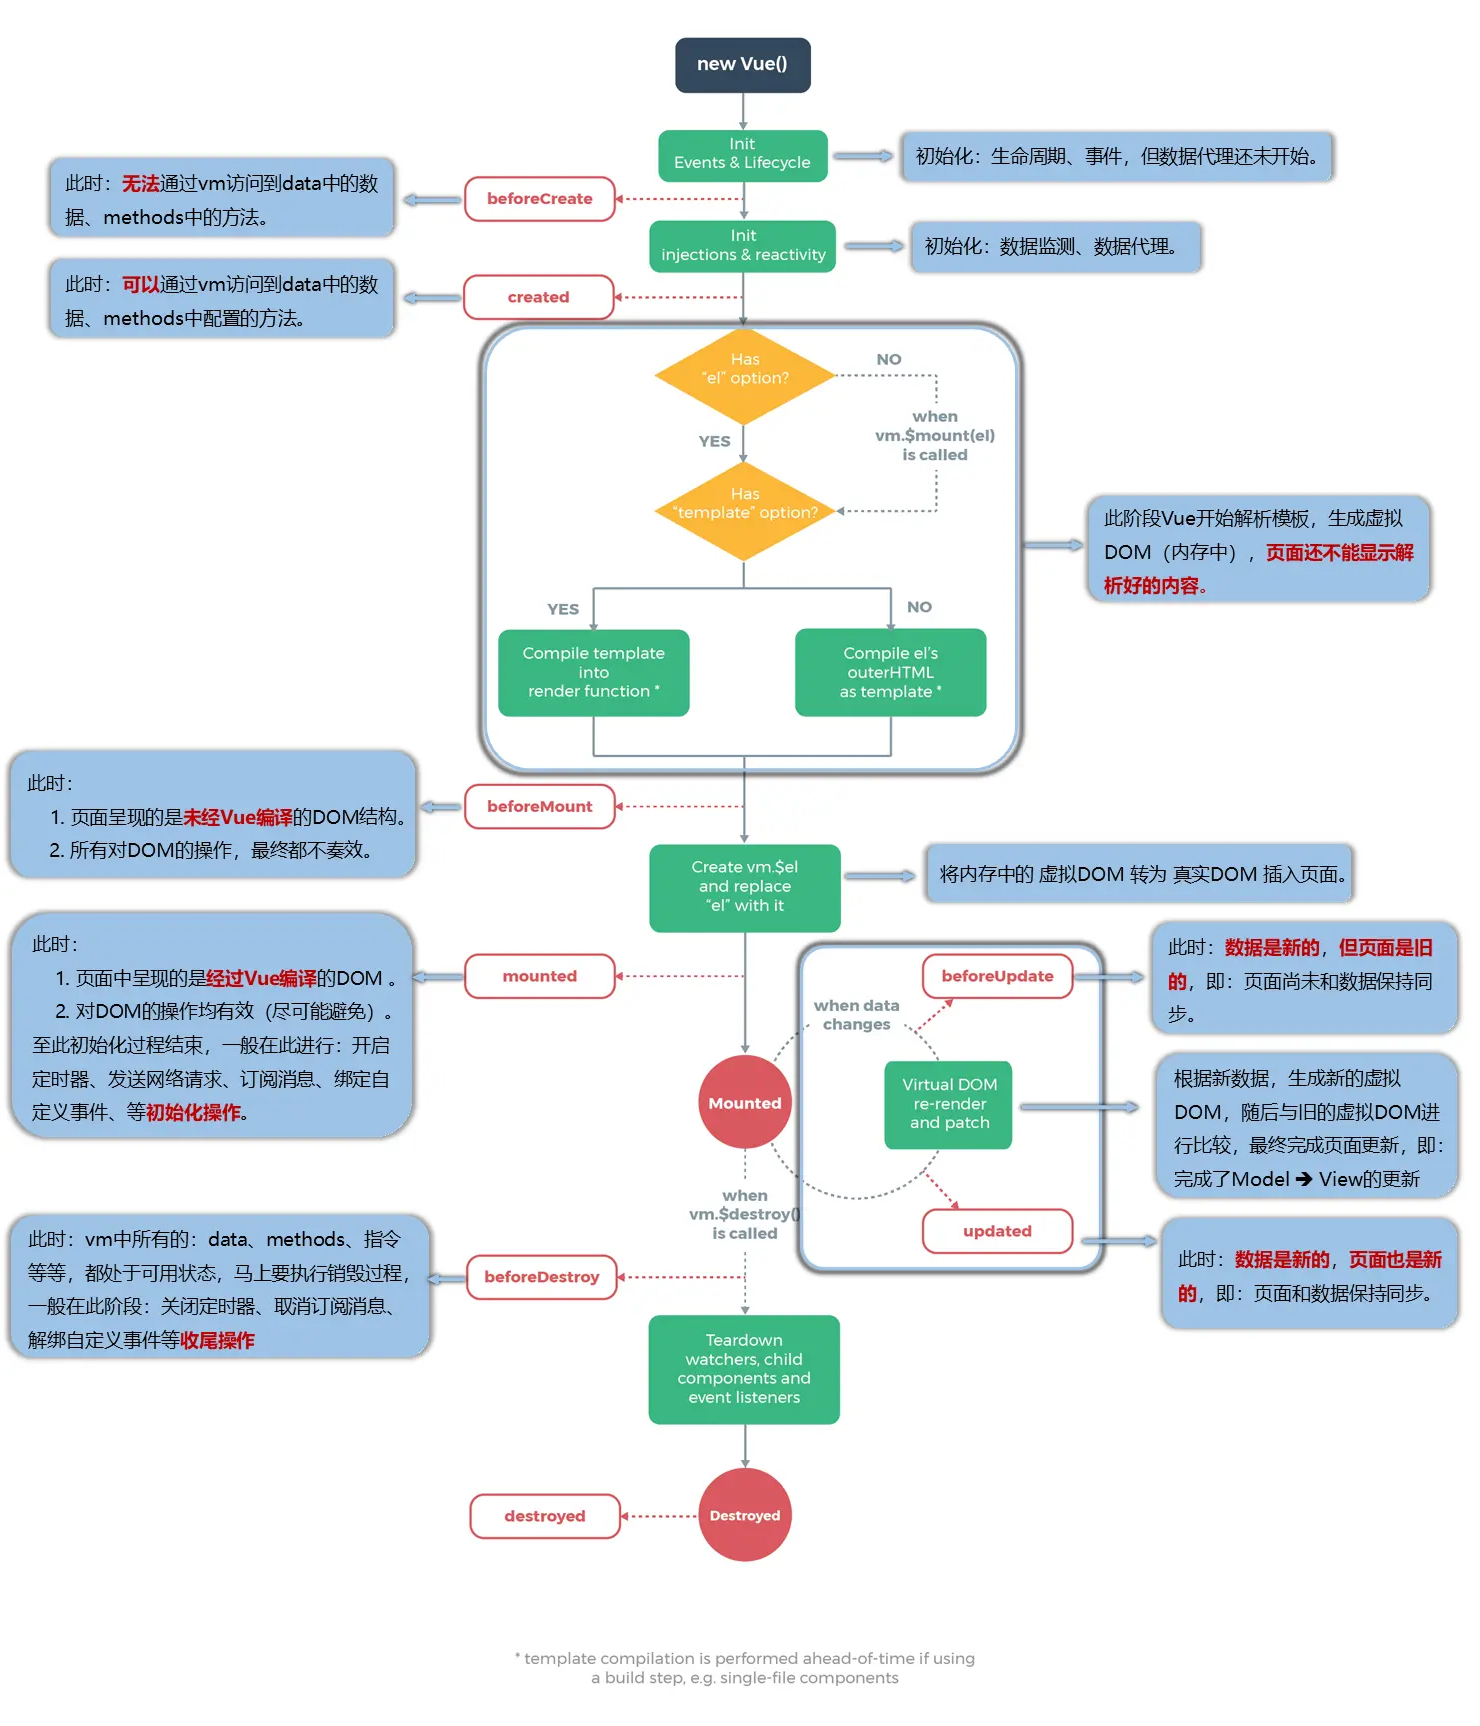 new Vue()
Init
Events & Lifecycle
初始化：生命周期、事件，但数据代理还未开始。
此时：无法通过vm访问到data中的数
据、methods中的方法。
beforeCreate
Init
injections & reactivity
初始化：数据监测、数据代理。
此时：可以通过vm访问到data中的数
据、methods中配置的方法。
created
Has
“el” option?
NO
when
vm.$mount(el)
is called
YES
Has
“template” option?
此阶段Vue开始解析模板，生成虚拟
DOM（内存中），页面还不能显示解
析好的内容。
YES
NO
Compile template
into
render function *
Compile el’s
outerHTML
as template *
此时：
1. 页面呈现的是未经Vue编译的DOM结构。
2. 所有对DOM的操作，最终都不奏效。
beforeMount
Create vm.$el
and replace
“el” with it
将内存中的 虚拟DOM 转为 真实DOM 插入页面。
此时：
1. 页面中呈现的是经过Vue编译的DOM 。
2. 对DOM的操作均有效（尽可能避免）。
至此初始化过程结束，一般在此进行：开启
定时器、发送网络请求、订阅消息、绑定自
定义事件、等初始化操作。
mounted
beforeUpdate
此时：数据是新的，但页面是旧
的，即：页面尚未和数据保持同
步。
when data
changes
Mounted
Virtual DOM
re-render
and patch
根据新数据，生成新的虚拟
DOM，随后与旧的虚拟DOM进
行比较，最终完成页面更新，即：
完成了Model ➔ View的更新
when
vm.$destroy()
is called
updated
此时：数据是新的，页面也是新
的，即：页面和数据保持同步。
此时：vm中所有的：data、methods、指令
等等，都处于可用状态，马上要执行销毁过程，
一般在此阶段：关闭定时器、取消订阅消息、
解绑自定义事件等收尾操作
beforeDestroy
Teardown
watchers, child
components and
event listeners
destroyed
Destroyed
* template compilation is performed ahead-of-time if using
a build step, e.g. single-file components